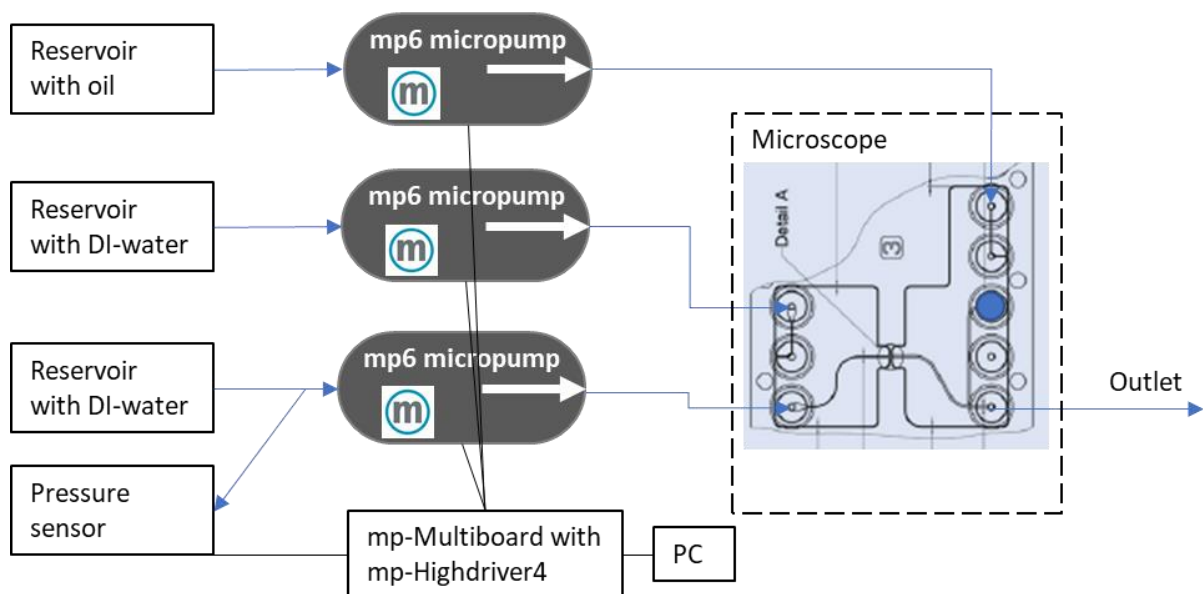 Reservoir
with oil
mp6 micropump
m
Reservoir
with DI-water
mp6 micropump
m
Reservoir
with DI-water
mp6 micropump
m
Pressure
sensor
mp-Multiboard with
mp-Highdriver4
PC
Microscope
Detail A
3
Outlet